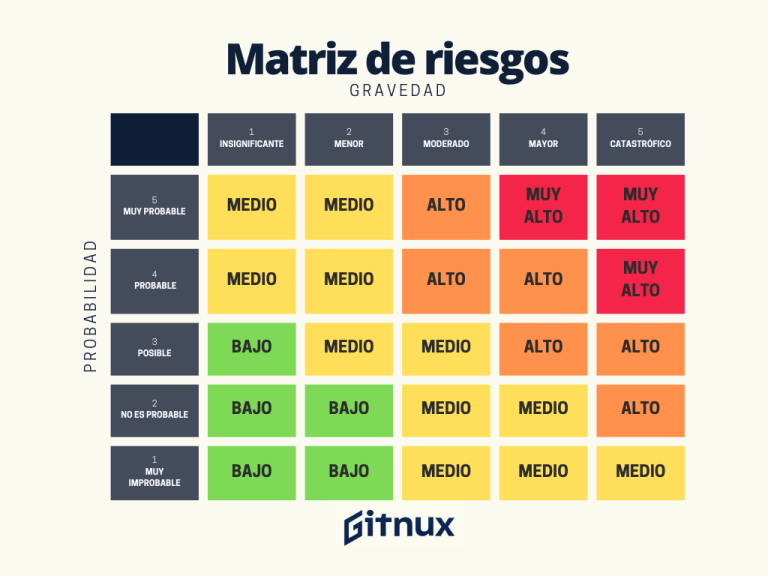 Matriz de riesgos
GRAVEDAD
1
INSIGNIFICANTE
2
MENOR
3
MODERADO
4
MAYOR
5
CATASTRÓFICO
PROBABILIDAD
5
MUY PROBABLE
MEDIO
MEDIO
ALTO
MUY
ALTO
MUY
ALTO
4
PROBABLE
MEDIO
MEDIO
ALTO
ALTO
MUY
ALTO
3
POSIBLE
BAJO
MEDIO
MEDIO
ALTO
ALTO
2
NO ES PROBABLE
BAJO
BAJO
MEDIO
MEDIO
ALTO
1
MUY
IMPROBABLE
BAJO
BAJO
MEDIO
MEDIO
MEDIO
Gitnux